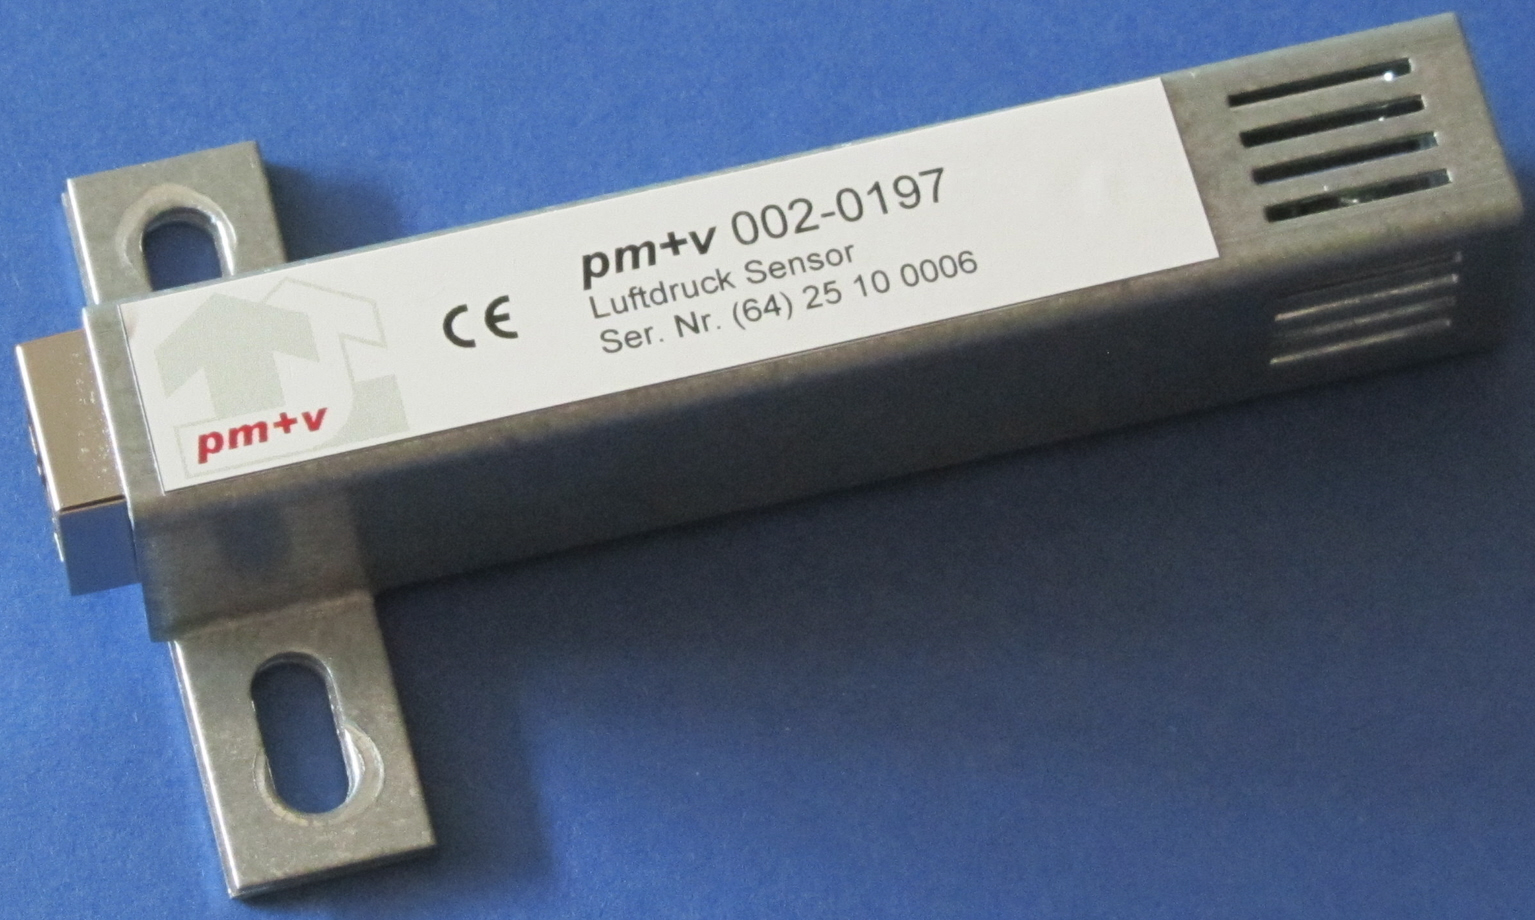 pm+v
CE
pm+v 002-0197
Luftdruck Sensor
Ser. Nr. (64) 25 10 0006